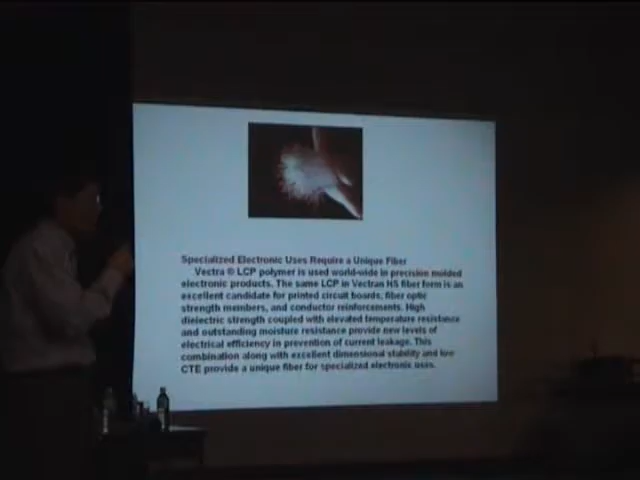 Specialized Electronic Uses Require a Unique Fiber
Vectra ® LCP polymer is used world-wide in precision molded
electronic products. The same LCP in Vectran HS fiber form is an
excellent candidate for printed circuit boards, fiber optic
strength members, and conductor reinforcements. High
dielectric strength coupled with elevated temperature resistance
and outstanding moisture resistance provide new levels of
electrical efficiency in prevention of current leakage. This
combination along with excellent dimensional stability and low
CTE provide a unique fiber for specialized electronic uses.